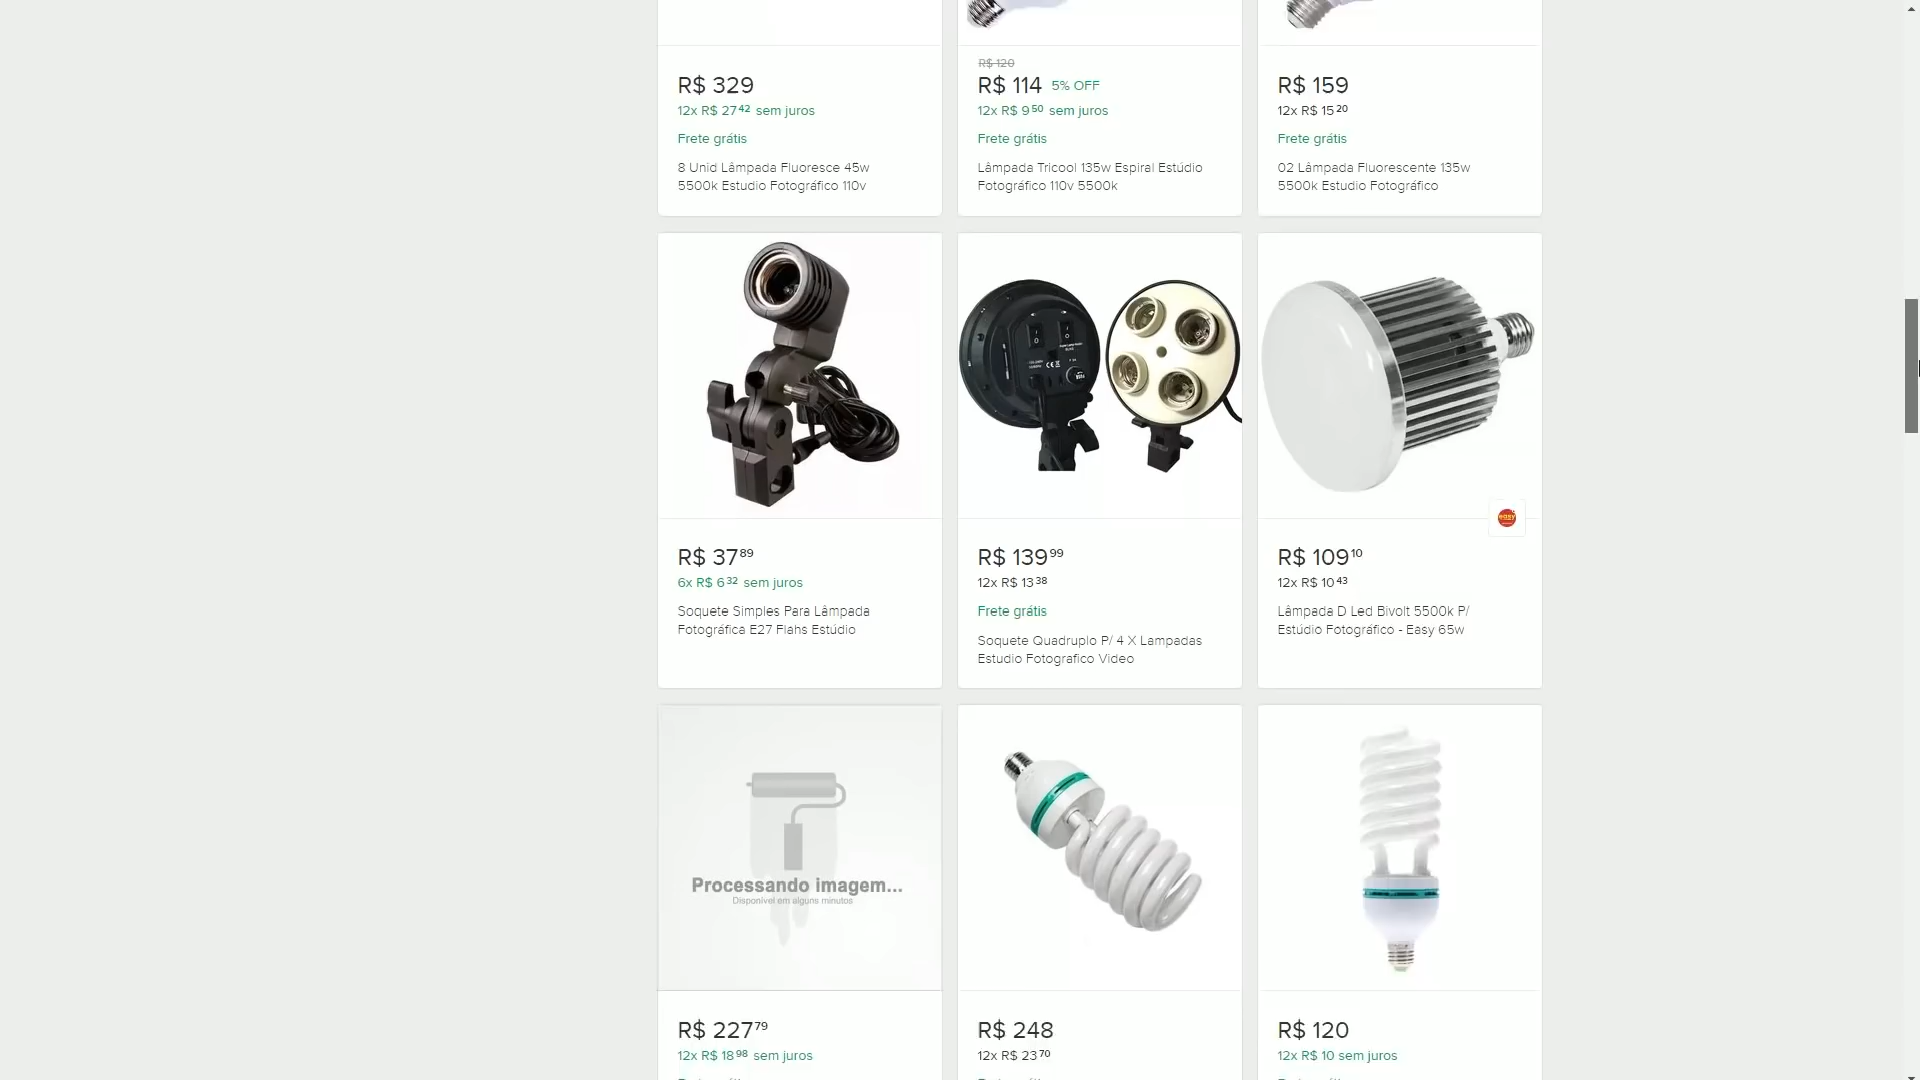 R$ 329
12x R$ 27 42 sem juros
Frete grátis
8 Unid Lâmpada Fluoresce 45w
5500k Estudio Fotográfico 110v
R$ 120
R$ 114 5% OFF
12x R$ 9 50 sem juros
Frete grátis
Lâmpada Tricool 135w Espiral Estúdio
Fotográfico 110v 5500k
R$ 159
12x R$ 15 20
Frete grátis
02 Lâmpada Fluorescente 135w
5500k Estudio Fotográfico
R$ 37 89
6x R$ 6 32 sem juros
Soquete Simples Para Lâmpada
Fotográfica E27 Flahs Estúdio
R$ 139 99
12x R$ 13 38
Frete grátis
Soquete Quadruplo P/ 4 X Lampadas
Estudio Fotografico Video
easy
R$ 109 10
12x R$ 10 43
Lâmpada D Led Bivolt 5500k P/
Estúdio Fotográfico - Easy 65w
Processando imagem...
Disponível em alguns minutos
R$ 227 79
12x R$ 18 98 sem juros
R$ 248
12x R$ 23 70
R$ 120
12x R$ 10 sem juros